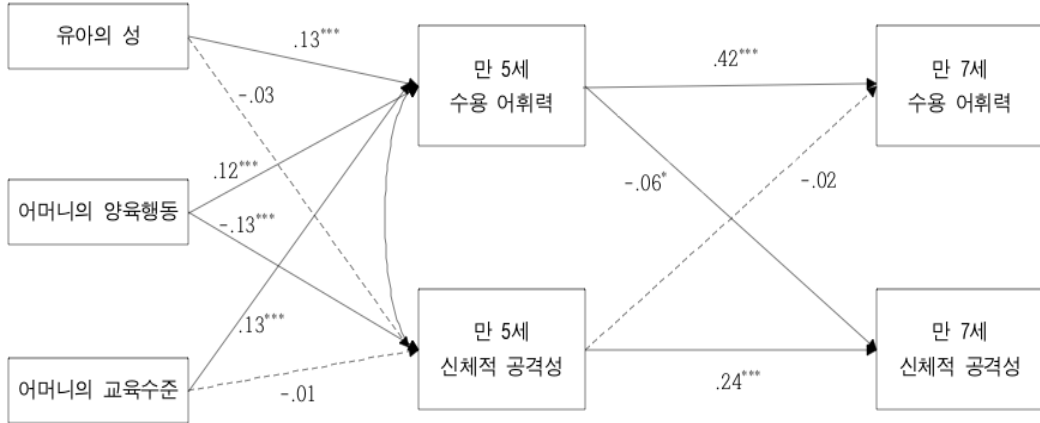 유아의 성
.13***
-.03
만 5세
수용 어휘력
.42***
만 7세
수용 어휘력
어머니의 양육행동
.12***
-.13***
-.06*
-.02
어머니의 교육수준
.13***
-.01
만 5세
신체적 공격성
.24***
만 7세
신체적 공격성